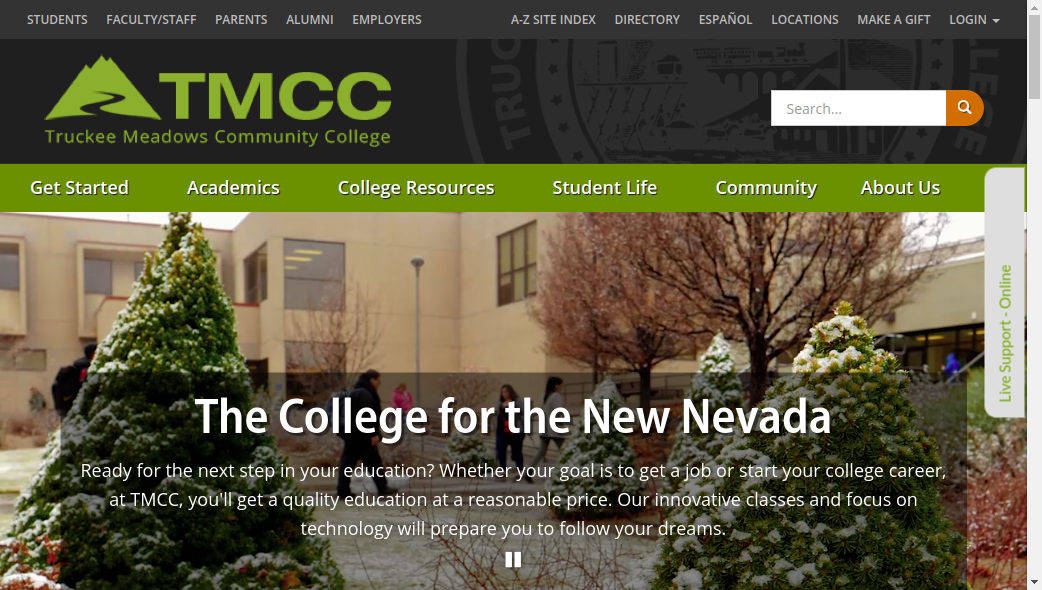 STUDENTS FACULTY/STAFF PARENTS ALUMNI EMPLOYERS A-Z SITE INDEX DIRECTORY ESPAÑOL LOCATIONS MAKE A GIFT LOGIN
TMCC
Truckee Meadows Community College
TRUC
LLEE
Search...
Get Started Academics College Resources Student Life Community About Us
Live Support - Online
The College for the New Nevada
Ready for the next step in your education? Whether your goal is to get a job or start your college career,
at TMCC, you'll get a quality education at a reasonable price. Our innovative classes and focus on
technology will prepare you to follow your dreams.